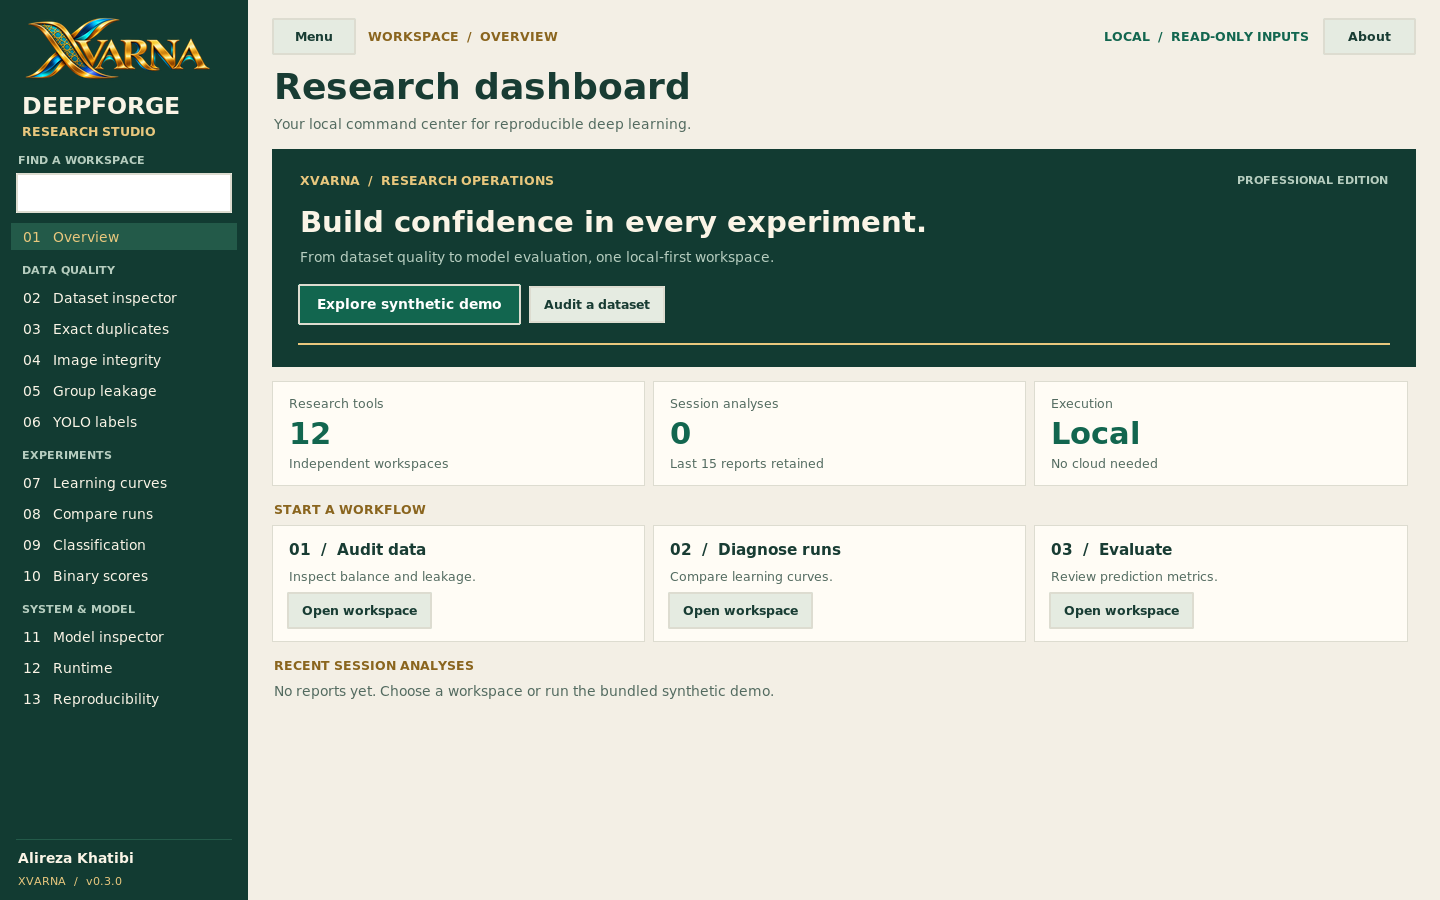 XVARNA
DEEPFORGE
RESEARCH STUDIO
FIND A WORKSPACE
01 Overview
DATA QUALITY
02 Dataset inspector
03 Exact duplicates
04 Image integrity
05 Group leakage
06 YOLO labels
EXPERIMENTS
07 Learning curves
08 Compare runs
09 Classification
10 Binary scores
SYSTEM & MODEL
11 Model inspector
12 Runtime
13 Reproducibility
Alireza Khatibi
XVARNA / v0.3.0
Menu WORKSPACE / OVERVIEW LOCAL / READ-ONLY INPUTS About
Research dashboard
Your local command center for reproducible deep learning.
XVARNA / RESEARCH OPERATIONS PROFESSIONAL EDITION
Build confidence in every experiment.
From dataset quality to model evaluation, one local-first workspace.
Explore synthetic demo Audit a dataset
Research tools
12
Independent workspaces
Session analyses
0
Last 15 reports retained
Execution
Local
No cloud needed
START A WORKFLOW
01 / Audit data
Inspect balance and leakage.
Open workspace
02 / Diagnose runs
Compare learning curves.
Open workspace
03 / Evaluate
Review prediction metrics.
Open workspace
RECENT SESSION ANALYSES
No reports yet. Choose a workspace or run the bundled synthetic demo.